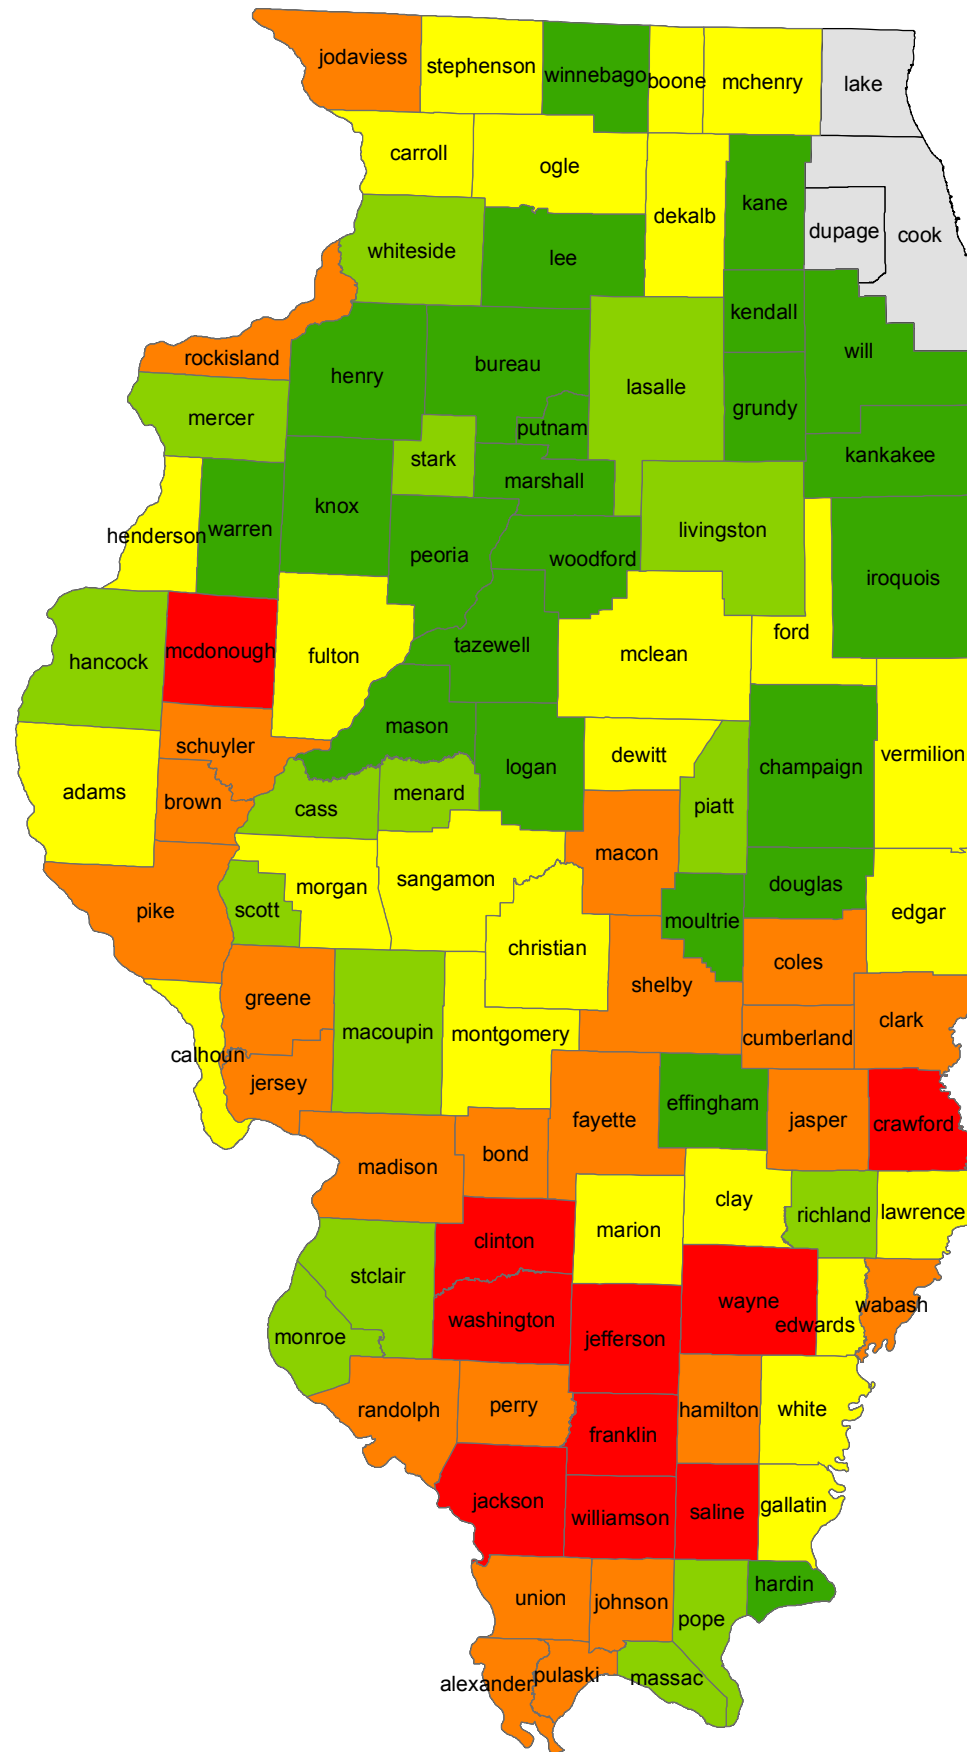 jodaviess
stephenson
winnebago
boone
mchenry
lake
carroll
ogle
dekalb
kane
dupage
cook
whiteside
lee
kendall
will
rockisland
henry
bureau
lasalle
grundy
mercer
putnam
kankakee
stark
marshall
henderson
warren
knox
peoria
woodford
livingston
iroquois
hancock
mcdonough
fulton
tazewell
mclean
ford
schuyler
mason
logan
dewitt
champaign
vermilion
adams
brown
cass
menard
piatt
macon
pike
scott
morgan
sangamon
christian
moultrie
douglas
edgar
greene
macoupin
montgomery
shelby
coles
cumberland
clark
calhoun
jersey
fayette
effingham
jasper
crawford
madison
bond
clay
richland
lawrence
clinton
marion
stclair
monroe
washington
jefferson
wayne
edwards
wabash
randolph
perry
franklin
hamilton
white
jackson
williamson
saline
gallatin
union
johnson
pope
hardin
alexander
pulaski
massac